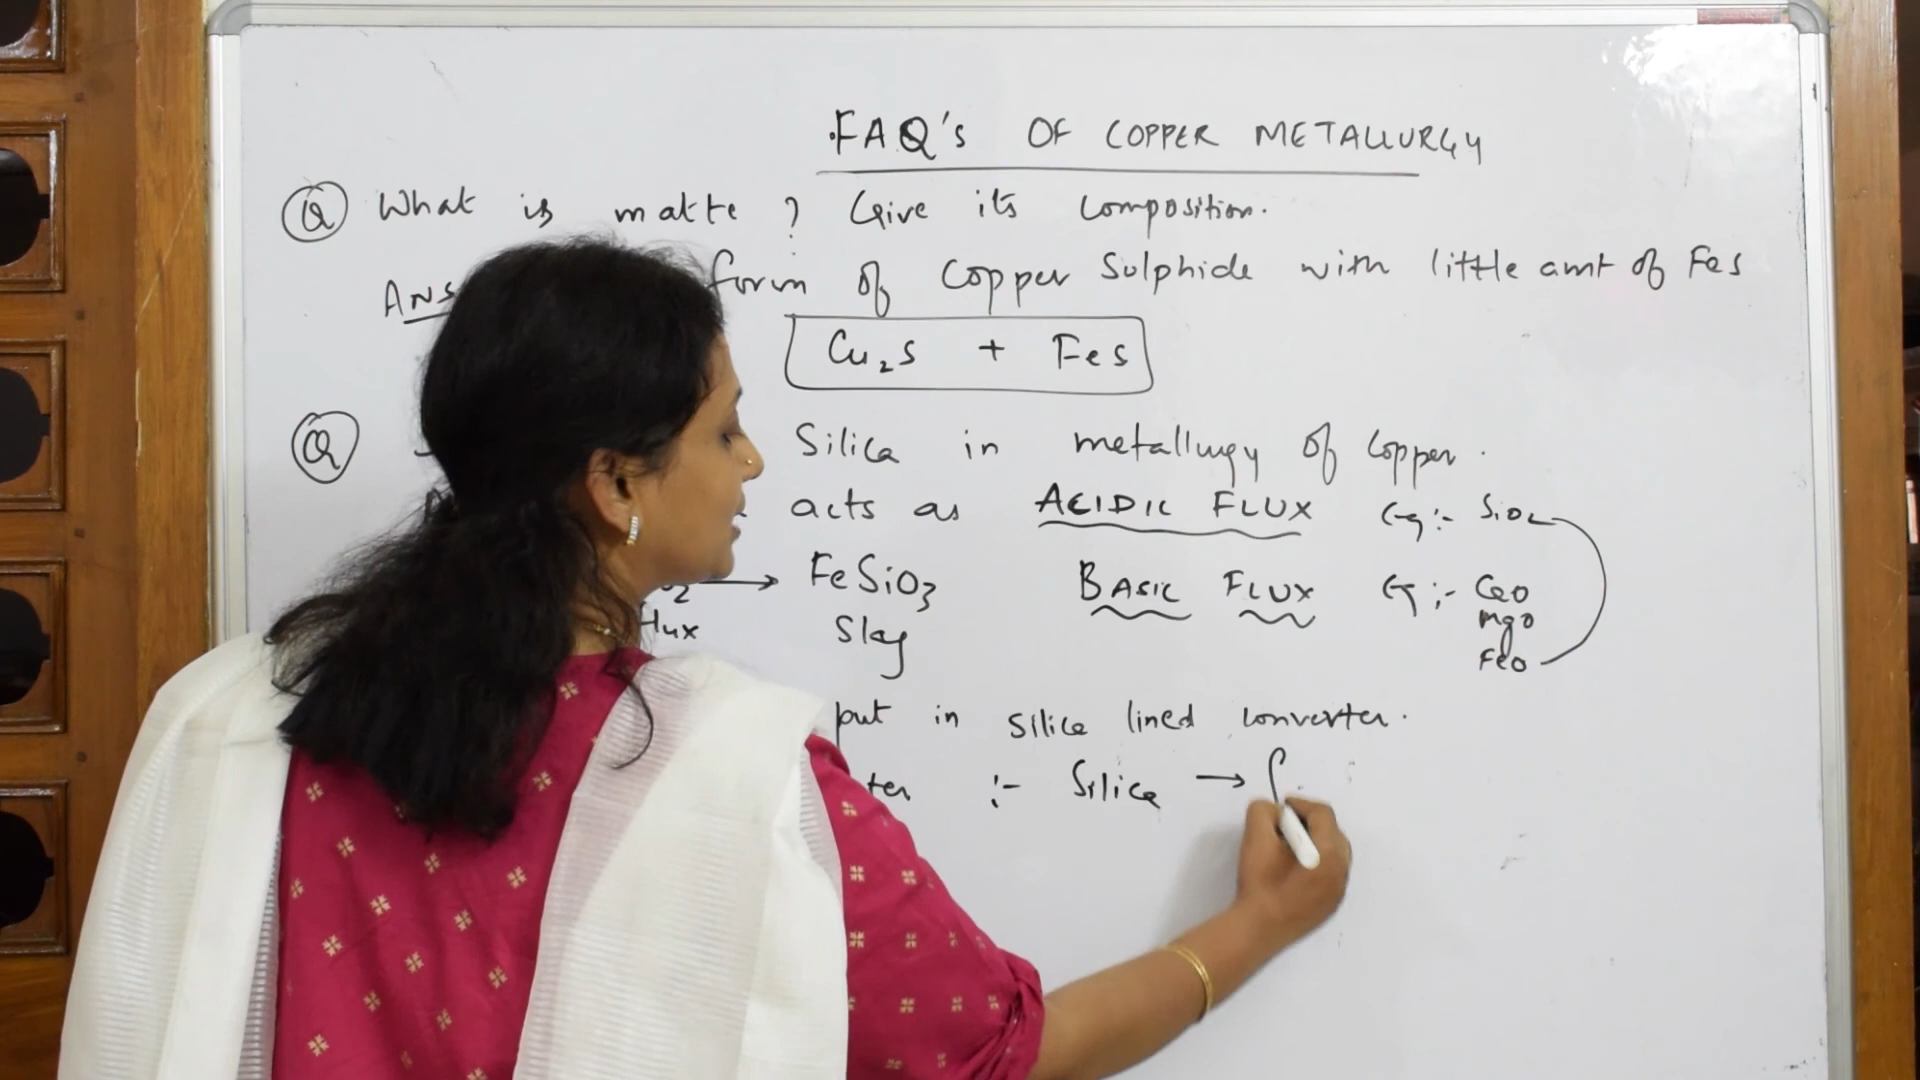 FAQ's OF COPPER METALLURGY
Q What is matte ? Give its composition.
Ans form of Copper Sulphide with little amt of FeS
Cu2S + FeS
Q Silica in metallurgy of Copper.
acts as ACIDIC FLUX Eg :- SiO2
→ FeSiO3 BASIC FLUX Eg :- CaO
flux Slag MgO
FeO
put in silica lined converter.
ter :- Silica →